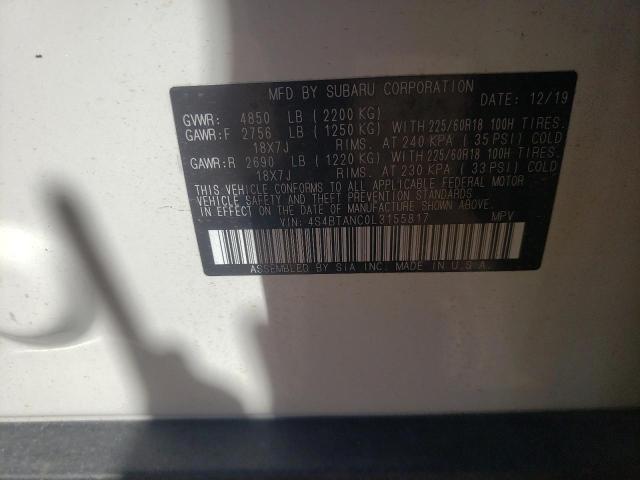 MFD BY SUBARU CORPORATION
DATE: 12/19
GVWR: 4850 LB (2200 KG)
GAWR:F 2756 LB (1250 KG) WITH 225/60R18 100H TIRES.
18X7J RIMS. AT 240 KPA (35 PSI) COLD
GAWR:R 2690 LB (1220 KG) WITH 225/60R18 100H TIRES.
18X7J RIMS. AT 230 KPA (33 PSI) COLD
THIS VEHICLE CONFORMS TO ALL APPLICABLE FEDERAL MOTOR
VEHICLE SAFETY AND THEFT PREVENTION STANDARDS
IN EFFECT ON THE DATE OF MANUFACTURE SHOWN ABOVE.
VIN: 4S4BTANC0L3155817 MPV
ASSEMBLED BY SIA INC. MADE IN U.S.A.